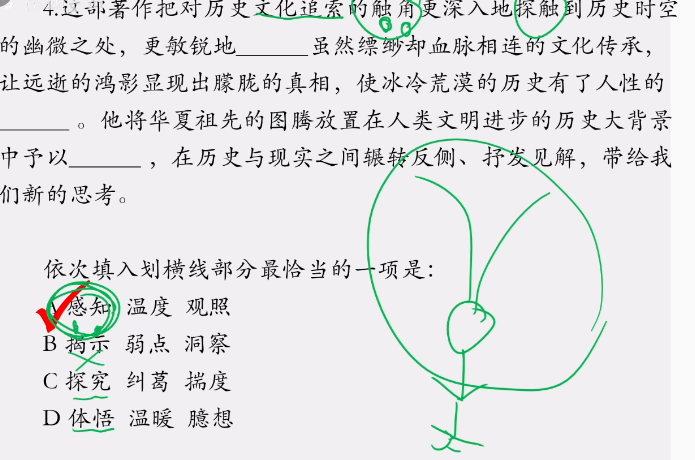 4.这部著作把对历史文化追索的触角更深入地探触到历史时空
的幽微之处，更敏锐地______虽然缥缈却血脉相连的文化传承，
让远逝的鸿影显现出朦胧的真相，使冰冷荒漠的历史有了人性的
______。他将华夏祖先的图腾放置在人类文明进步的历史大背景
中予以______，在历史与现实之间辗转反侧、抒发见解，带给我
们新的思考。
依次填入划横线部分最恰当的一项是：
A 感知 温度 观照
B 揭示 弱点 洞察
C 探究 纠葛 揣度
D 体悟 温暖 臆想